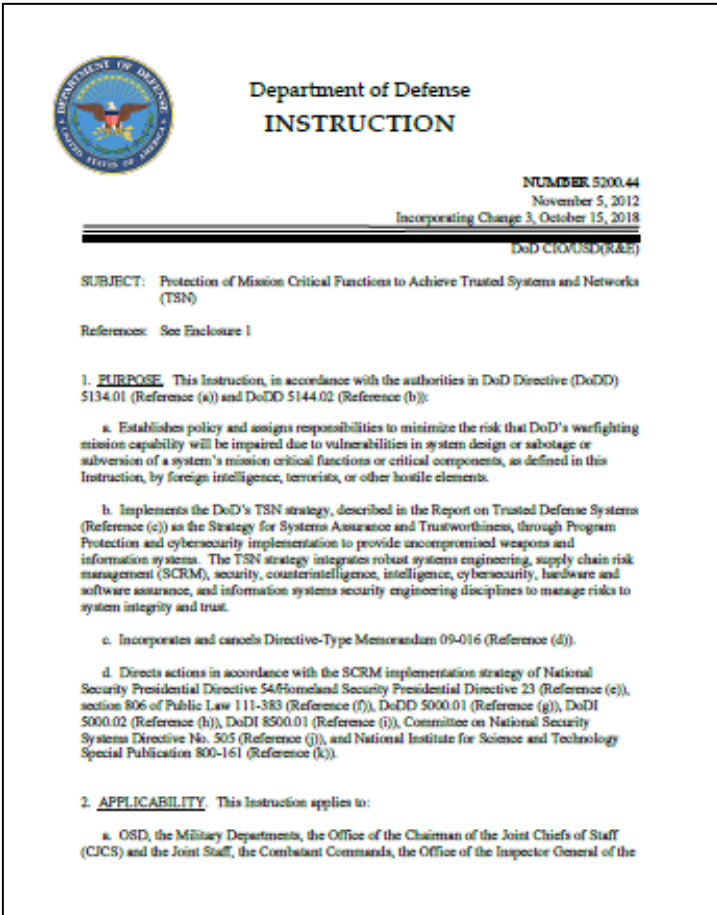 DEPARTMENT OF DEFENSE
UNITED STATES OF AMERICA
Department of Defense
INSTRUCTION
NUMBER 5200.44
November 5, 2012
Incorporating Change 3, October 15, 2018
DoD CIO/USD(R&E)
SUBJECT: Protection of Mission Critical Functions to Achieve Trusted Systems and Networks
(TSN)
References: See Enclosure 1
1. PURPOSE. This Instruction, in accordance with the authorities in DoD Directive (DoDD)
5134.01 (Reference (a)) and DoDD 5144.02 (Reference (b)):
a. Establishes policy and assigns responsibilities to minimize the risk that DoD's warfighting
mission capability will be impaired due to vulnerabilities in system design or sabotage or
subversion of a system's mission critical functions or critical components, as defined in this
Instruction, by foreign intelligence, terrorists, or other hostile elements.
b. Implements the DoD's TSN strategy, described in the Report on Trusted Defense Systems
(Reference (c)) as the Strategy for Systems Assurance and Trustworthiness, through Program
Protection and cybersecurity implementation to provide uncompromised weapons and
information systems. The TSN strategy integrates robust systems engineering, supply chain risk
management (SCRM), security, counterintelligence, intelligence, cybersecurity, hardware and
software assurance, and information systems security engineering disciplines to manage risks to
system integrity and trust.
c. Incorporates and cancels Directive-Type Memorandum 09-016 (Reference (d)).
d. Directs actions in accordance with the SCRM implementation strategy of National
Security Presidential Directive 54/Homeland Security Presidential Directive 23 (Reference (e)),
section 806 of Public Law 111-383 (Reference (f)), DoDD 5000.01 (Reference (g)), DoDI
5000.02 (Reference (h)), DoDI 8500.01 (Reference (i)), Committee on National Security
Systems Directive No. 505 (Reference (j)), and National Institute for Science and Technology
Special Publication 800-161 (Reference (k)).
2. APPLICABILITY. This Instruction applies to:
a. OSD, the Military Departments, the Office of the Chairman of the Joint Chiefs of Staff
(CJCS) and the Joint Staff, the Combatant Commands, the Office of the Inspector General of the